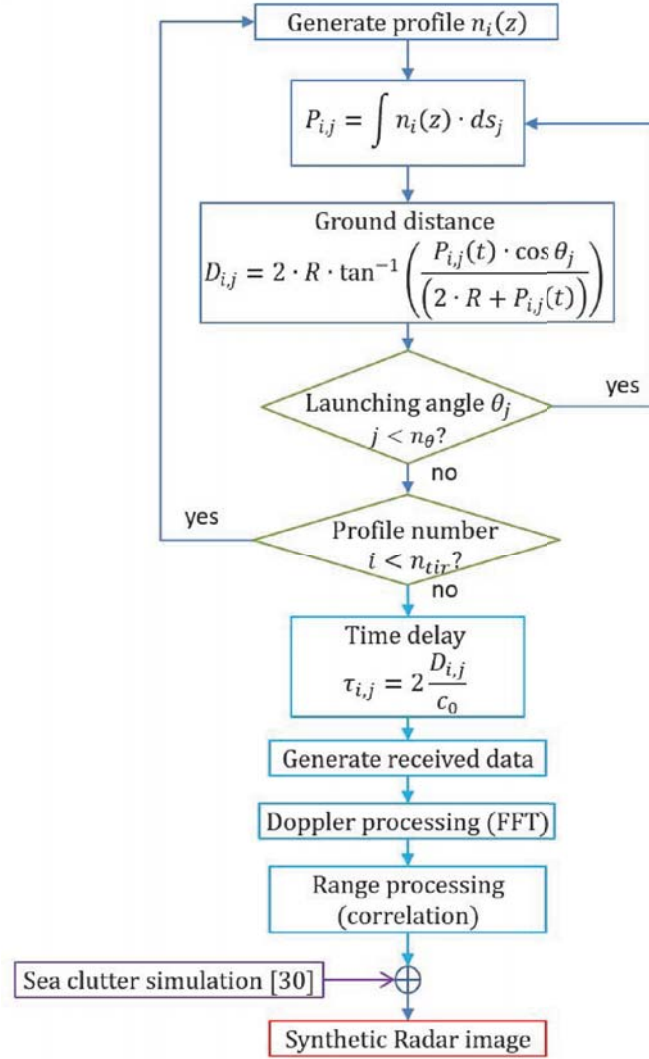 Generate profile n_i(z)
P_{i,j} = ∫ n_i(z) · ds_j
Ground distance
D_{i,j} = 2 · R · tan⁻¹ ( P_{i,j}(t) · cos θ_j / (2 · R + P_{i,j}(t)) )
Launching angle θ_j
j < n_θ?
yes
no
yes
Profile number
i < n_{tir}?
no
Time delay
τ_{i,j} = 2 D_{i,j} / c_0
Generate received data
Doppler processing (FFT)
Range processing
(correlation)
Sea clutter simulation [30]
Synthetic Radar image